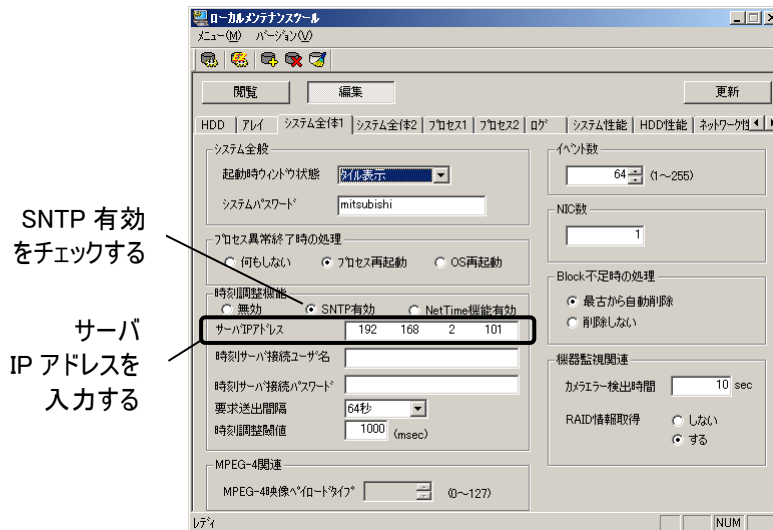 ローカルメンテナンスツール
メニュー(M) バージョン(V)
閲覧 編集 更新
HDD アレイ システム全体1 システム全体2 プロセス1 プロセス2 ログ システム性能 HDD性能 ネットワーク性
システム全般
起動時ウィンドウ状態 タイル表示
システムパスワード mitsubishi
プロセス異常終了時の処理
何もしない プロセス再起動 OS再起動
時刻調整機能
無効 SNTP有効 NetTime機能有効
サーバIPアドレス 192 168 2 101
時刻サーバ接続ユーザ名
時刻サーバ接続パスワード
要求送出間隔 64秒
時刻調整閾値 1000 (msec)
MPEG-4関連
MPEG-4映像ペイロードタイプ (0～127)
イベント数
64 (1～255)
NIC数
1
Block不足時の処理
最古から自動削除
削除しない
機器監視関連
カメラエラー検出時間 10 sec
RAID情報取得 しない
する
レディ NUM
SNTP 有効
をチェックする
サーバ
IP アドレスを
入力する